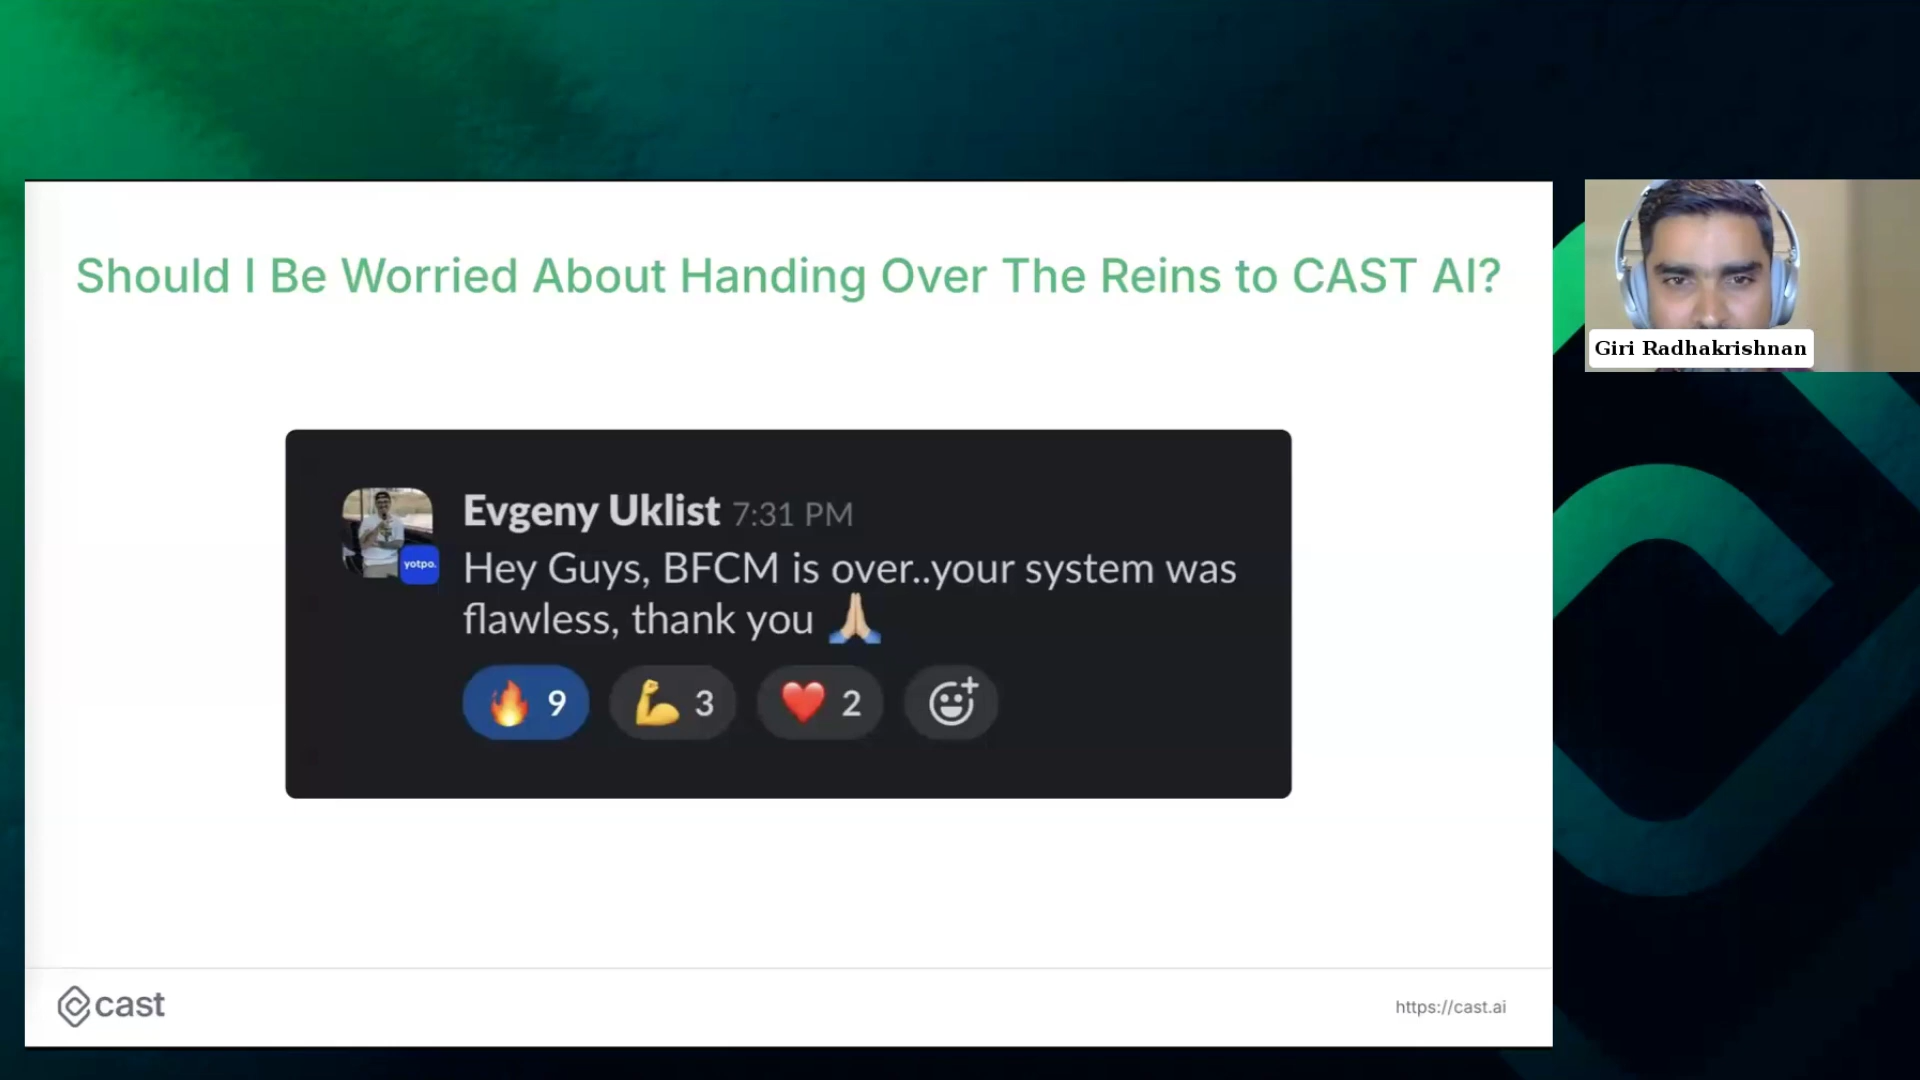 Should I Be Worried About Handing Over The Reins to CAST AI?
Giri Radhakrishnan
Evgeny Uklist 7:31 PM
yotpo.
Hey Guys, BFCM is over..your system was
flawless, thank you 🙏
🔥 9 💪 3 ❤️ 2
cast
https://cast.ai